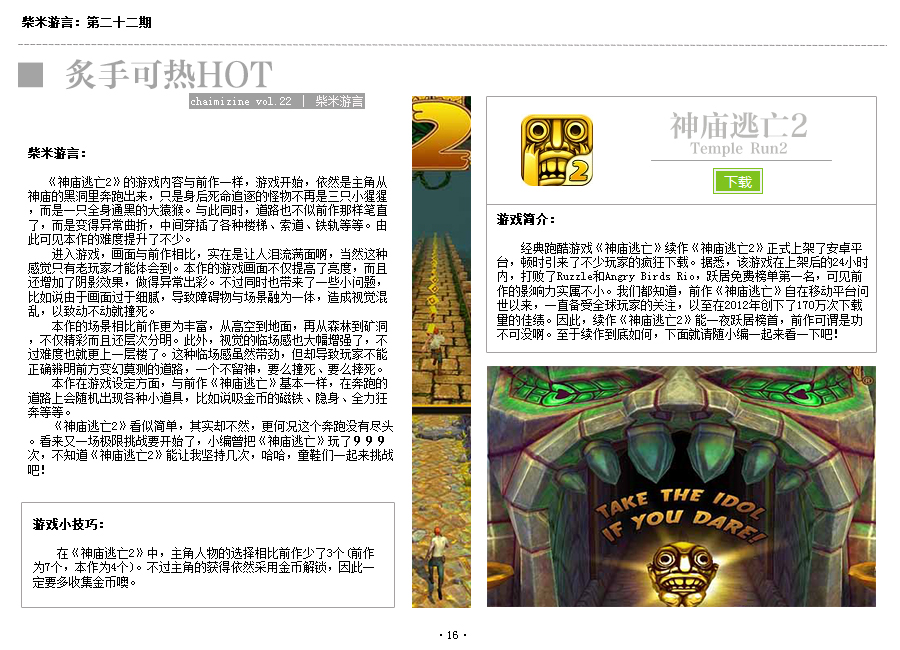 柴米游言：第二十二期
炙手可热HOT
chaimizine vol.22 | 柴米游言
柴米游言：
《神庙逃亡2》的游戏内容与前作一样，游戏开始，依然是主角从
神庙的黑洞里奔跑出来，只是身后死命追逐的怪物不再是三只小猩猩
，而是一只全身通黑的大猿猴。与此同时，道路也不似前作那样笔直
了，而是变得异常曲折，中间穿插了各种楼梯、索道、铁轨等等。由
此可见本作的难度提升了不少。
进入游戏，画面与前作相比，实在是让人泪流满面啊，当然这种
感觉只有老玩家才能体会到。本作的游戏画面不仅提高了亮度，而且
还增加了阴影效果，做得异常出彩。不过同时也带来了一些小问题，
比如说由于画面过于细腻，导致障碍物与场景融为一体，造成视觉混
乱，以致动不动就撞死。
本作的场景相比前作更为丰富，从高空到地面，再从森林到矿洞
，不仅精彩而且还层次分明。此外，视觉的临场感也大幅增强了，不
过难度也就更上一层楼了。这种临场感虽然带劲，但却导致玩家不能
正确辨明前方变幻莫测的道路，一个不留神，要么撞死、要么摔死。
本作在游戏设定方面，与前作《神庙逃亡》基本一样，在奔跑的
道路上会随机出现各种小道具，比如说吸金币的磁铁、隐身、全力狂
奔等等。
《神庙逃亡2》看似简单，其实却不然，更何况这个奔跑没有尽头
。看来又一场极限挑战要开始了，小编曾把《神庙逃亡》玩了９９９
次，不知道《神庙逃亡2》能让我坚持几次，哈哈，童鞋们一起来挑战
吧！
游戏小技巧：
在《神庙逃亡2》中，主角人物的选择相比前作少了3个(前作
为7个，本作为4个)。不过主角的获得依然采用金币解锁，因此一
定要多收集金币噢。
2
2
神庙逃亡2
Temple Run2
下载
游戏简介：
经典跑酷游戏《神庙逃亡》续作《神庙逃亡2》正式上架了安卓平
台，顿时引来了不少玩家的疯狂下载。据悉，该游戏在上架后的24小时
内，打败了Ruzzle和Angry Birds Rio，跃居免费榜单第一名，可见前
作的影响力实属不小。我们都知道，前作《神庙逃亡》自在移动平台问
世以来，一直备受全球玩家的关注，以至在2012年创下了170万次下载
量的佳绩。因此，续作《神庙逃亡2》能一夜跃居榜首，前作可谓是功
不可没啊。至于续作到底如何，下面就请随小编一起来看一下吧！
TAKE THE IDOL
IF YOU DARE!
·16·